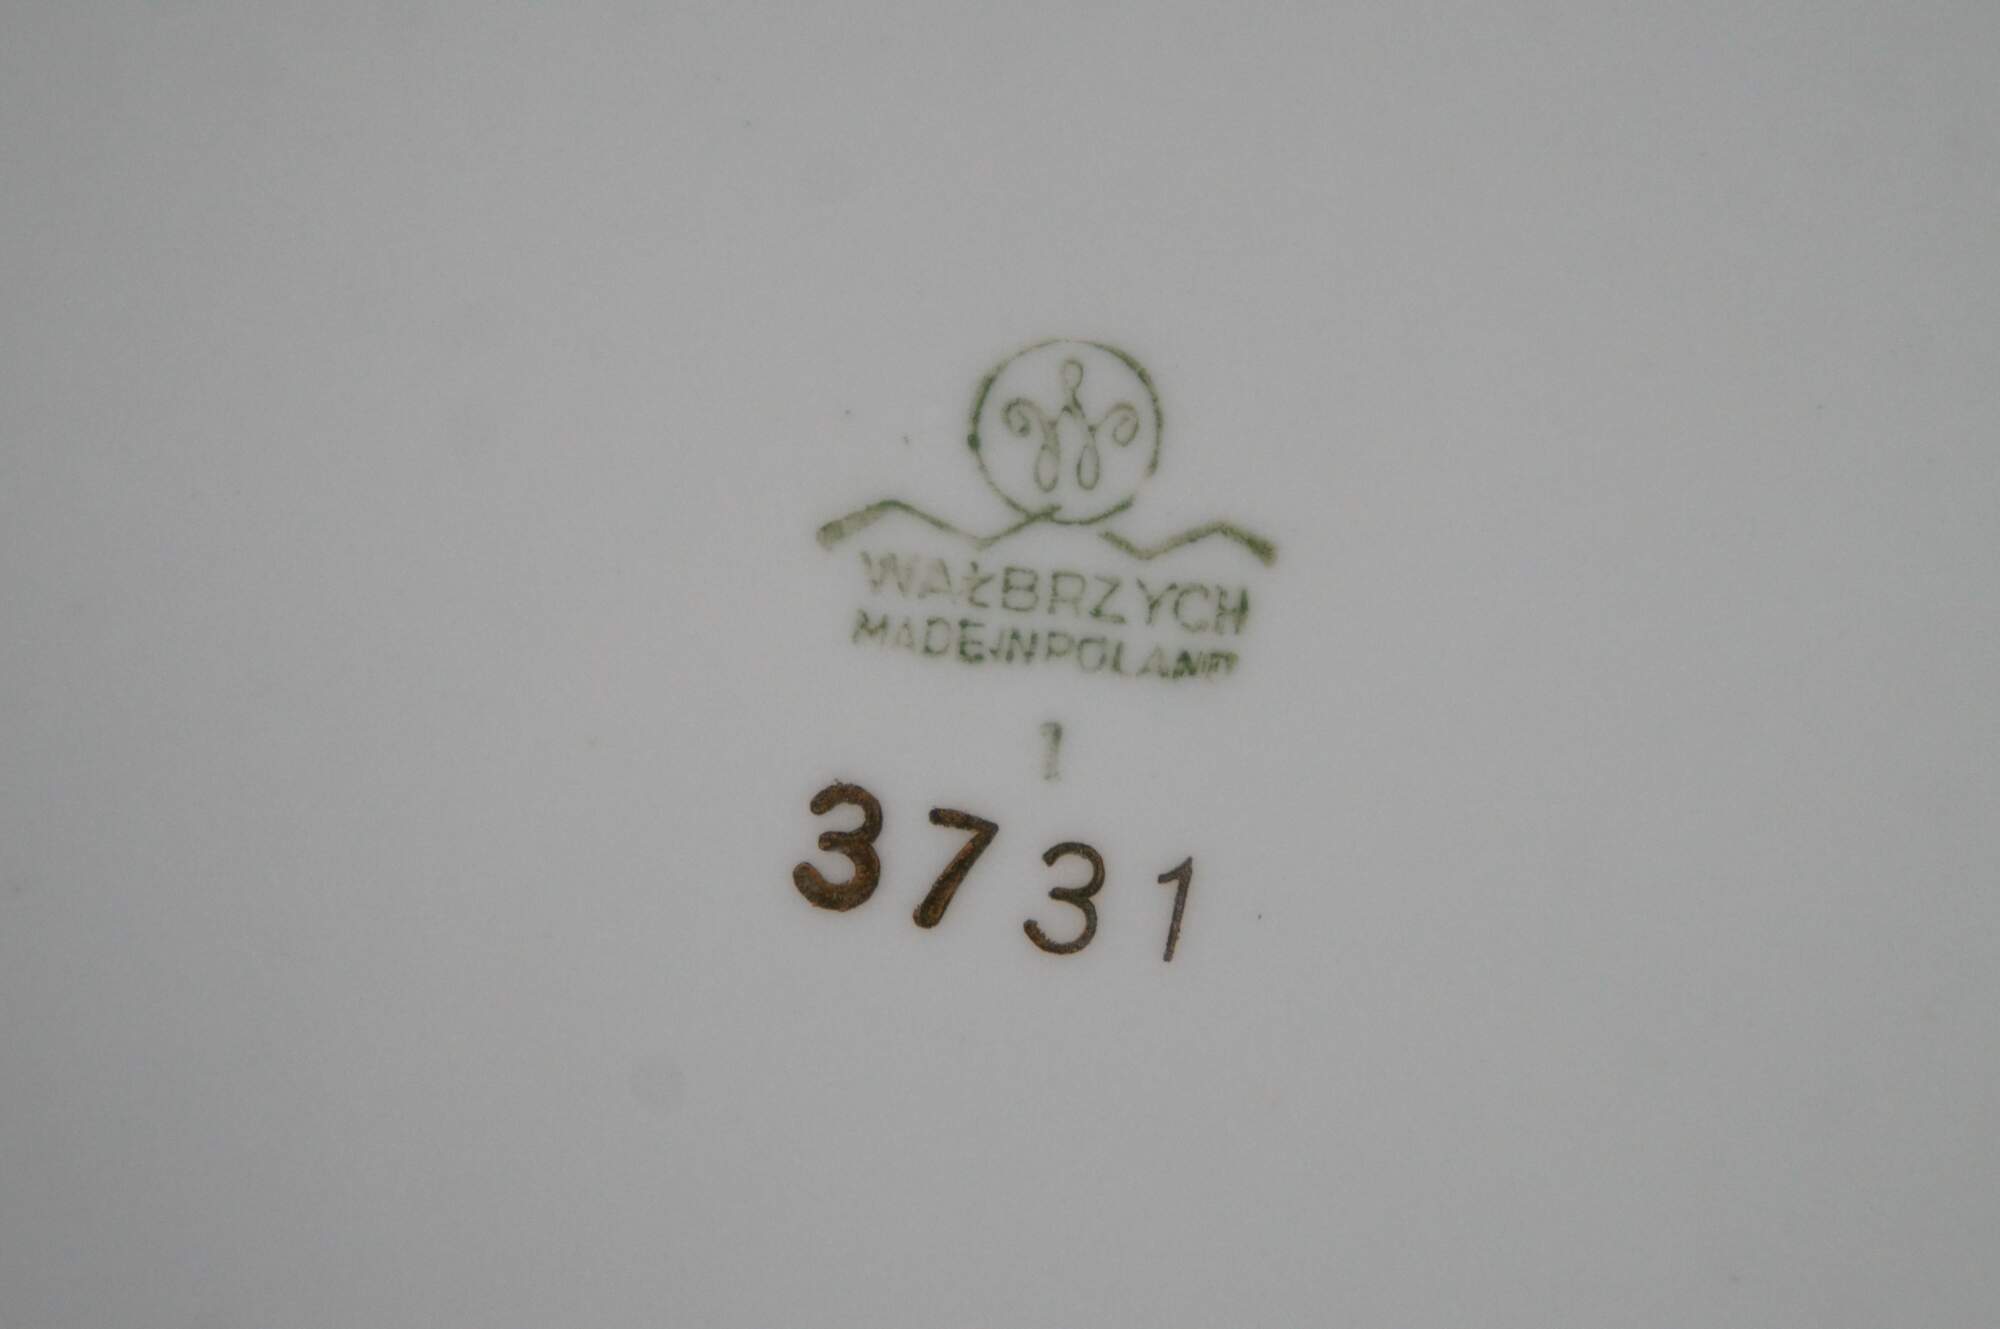 W
WAŁBRZYCH
MADE IN POLAND
1
3731